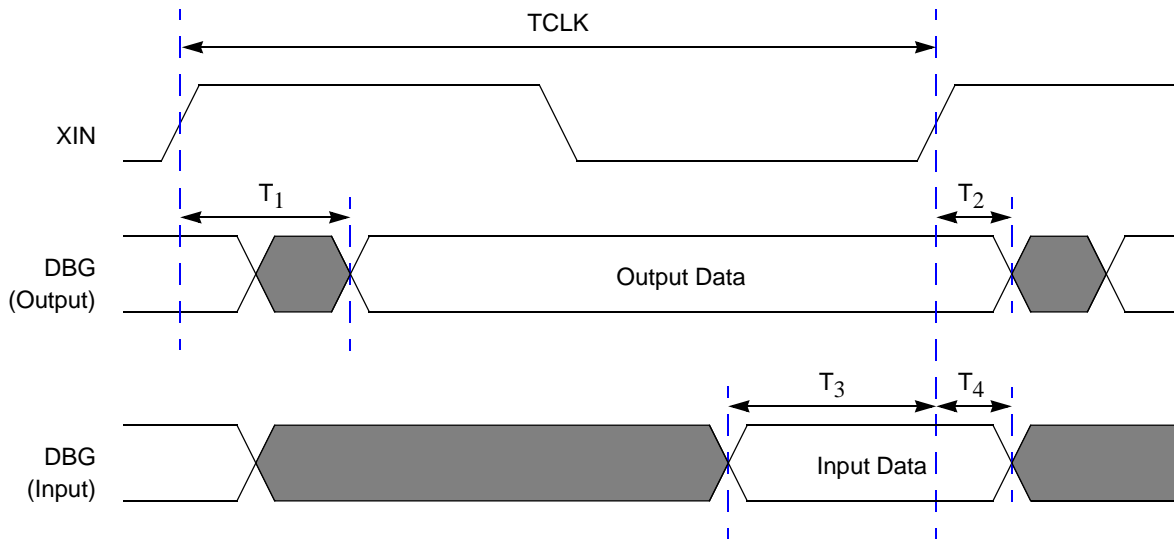 TCLK
XIN
T1
T2
DBG
(Output)
Output Data
T3
T4
DBG
(Input)
Input Data